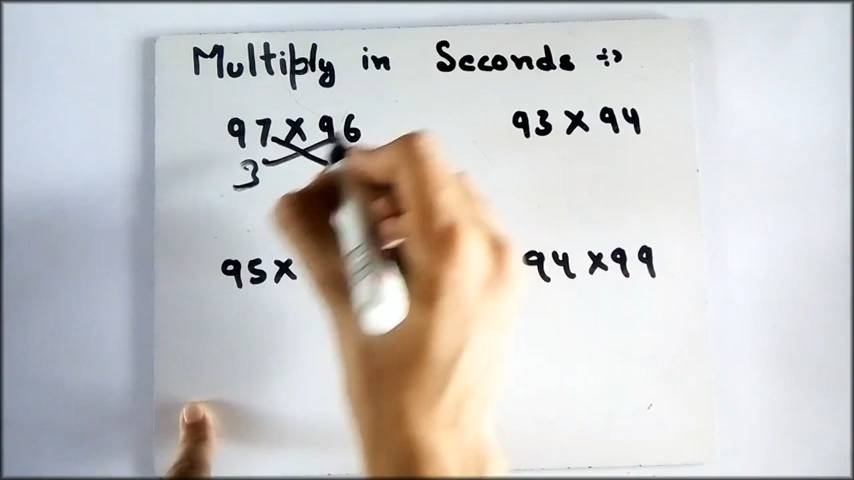 Multiply in Seconds :->
97 X 96 93 X 94
3
95 X 94 X 99